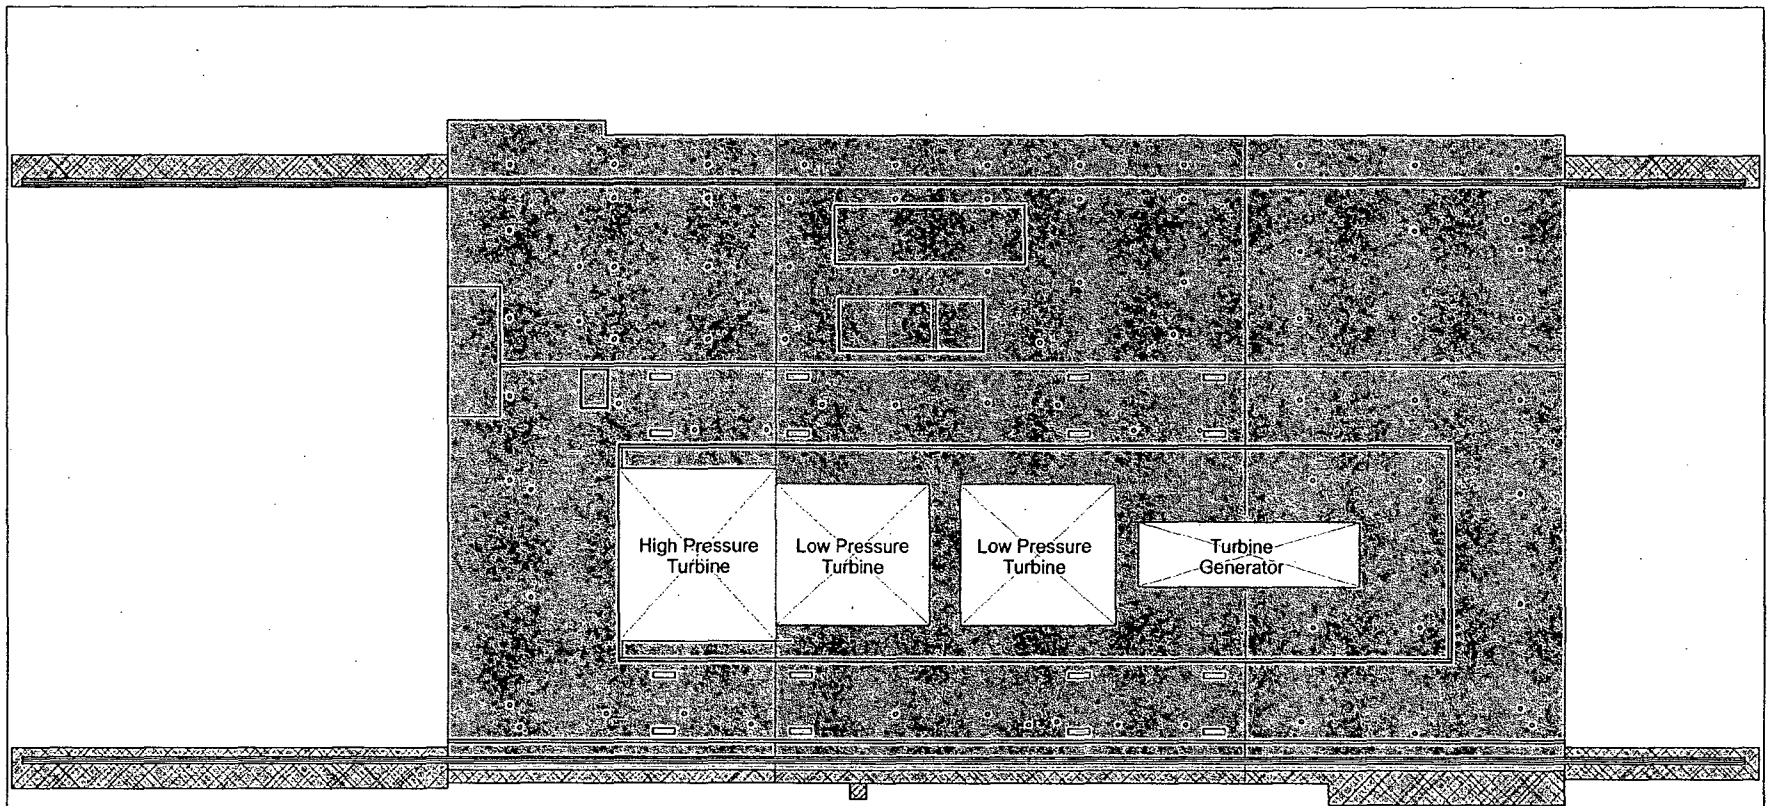 High Pressure
Turbine
Low Pressure
Turbine
Low Pressure
Turbine
Turbine
Generator